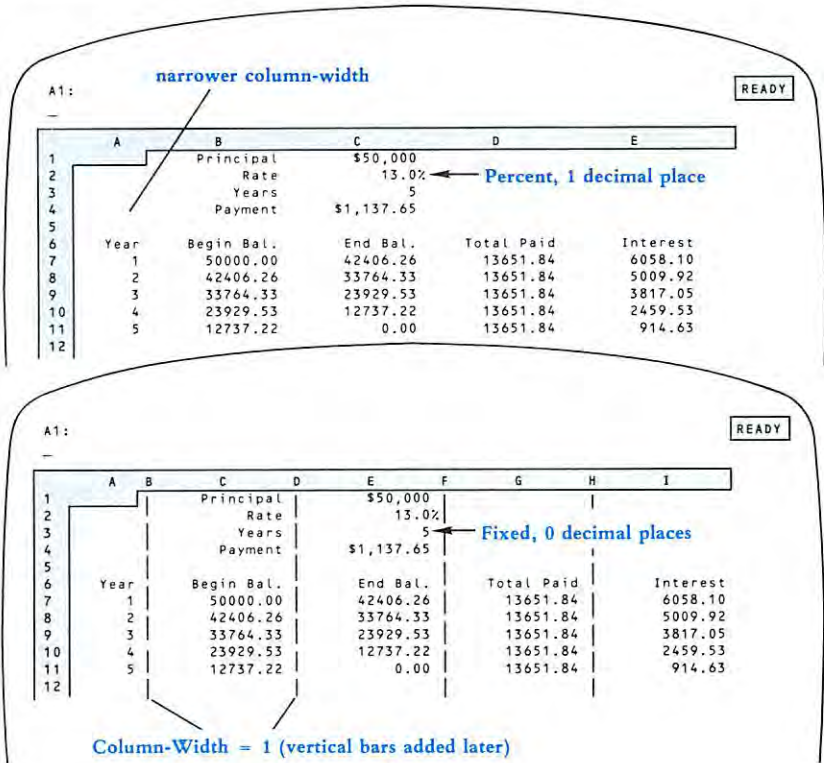 narrower column-width
A1: READY
A B C D E
1 Principal $50,000
2 Rate 13.0% Percent, 1 decimal place
3 Years 5
4 Payment $1,137.65
5
6 Year Begin Bal. End Bal. Total Paid Interest
7 1 50000.00 42406.26 13651.84 6058.10
8 2 42406.26 33764.33 13651.84 5009.92
9 3 33764.33 23929.53 13651.84 3817.05
10 4 23929.53 12737.22 13651.84 2459.53
11 5 12737.22 0.00 13651.84 914.63
12
A1: READY
A B C D E F G H I
1 Principal $50,000
2 Rate 13.0%
3 Years 5 Fixed, 0 decimal places
4 Payment $1,137.65
5
6 Year Begin Bal. End Bal. Total Paid Interest
7 1 50000.00 42406.26 13651.84 6058.10
8 2 42406.26 33764.33 13651.84 5009.92
9 3 33764.33 23929.53 13651.84 3817.05
10 4 23929.53 12737.22 13651.84 2459.53
11 5 12737.22 0.00 13651.84 914.63
12
Column-Width = 1 (vertical bars added later)